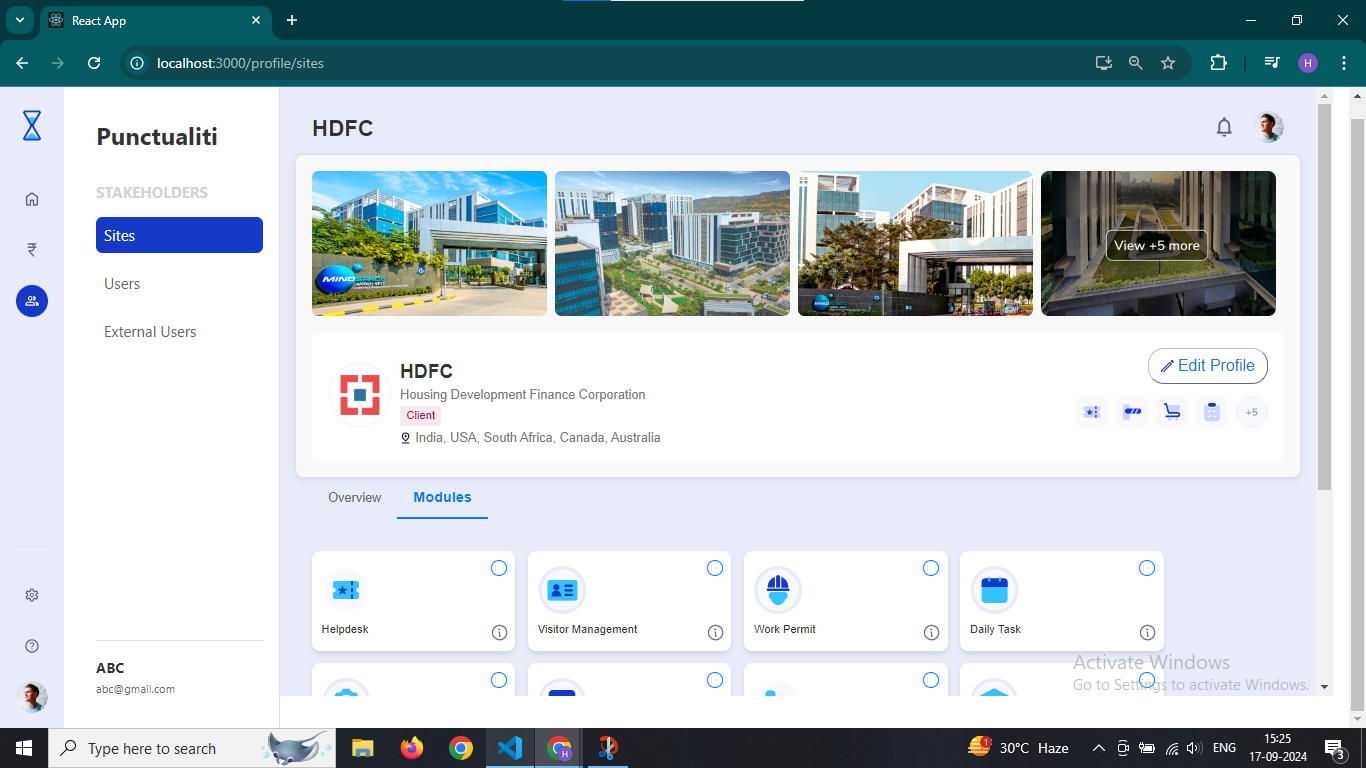 React App
localhost:3000/profile/sites
H
Punctualiti
STAKEHOLDERS
Sites
Users
External Users
ABC
abc@gmail.com
HDFC
MINDSPACE
View +5 more
HDFC
Housing Development Finance Corporation
Client
India, USA, South Africa, Canada, Australia
Edit Profile
+5
Overview
Modules
Helpdesk
Visitor Management
Work Permit
Daily Task
Activate Windows
Go to Settings to activate Windows.
Type here to search
H
1
30°C Haze
ENG
15:25
17-09-2024
3